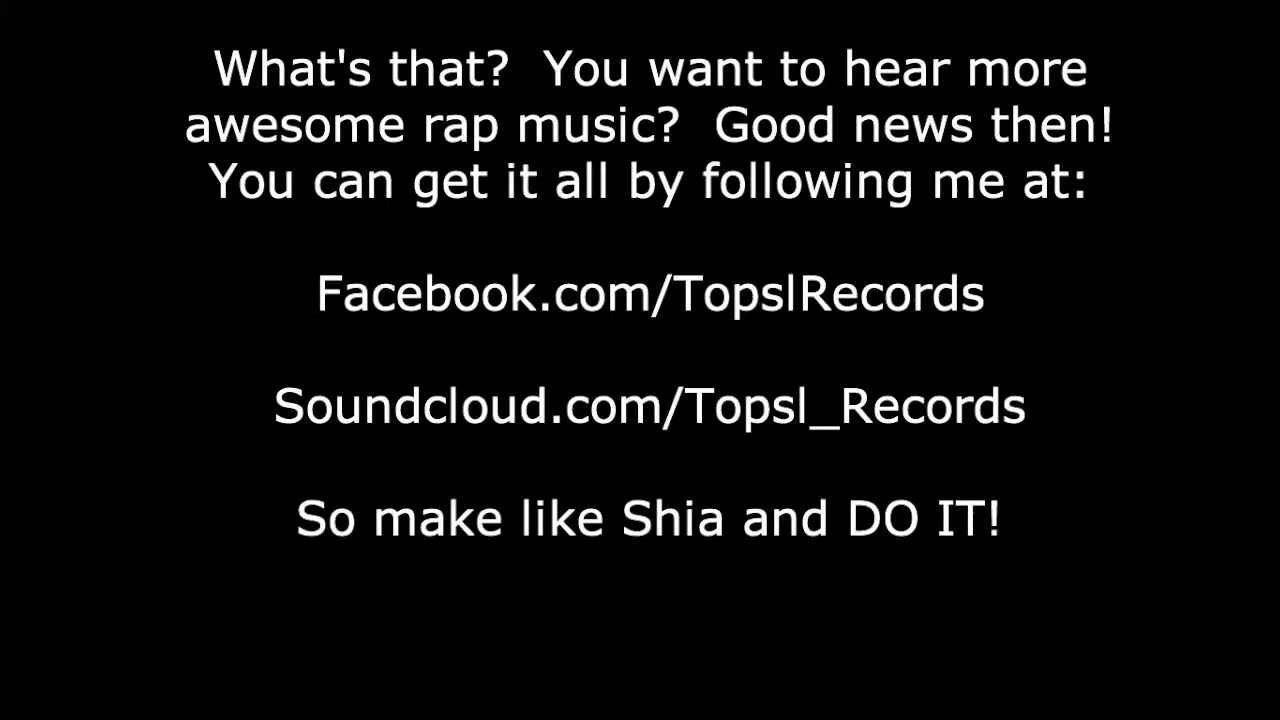 What's that?  You want to hear more
awesome rap music?  Good news then!
You can get it all by following me at:
Facebook.com/TopslRecords
Soundcloud.com/Topsl_Records
So make like Shia and DO IT!